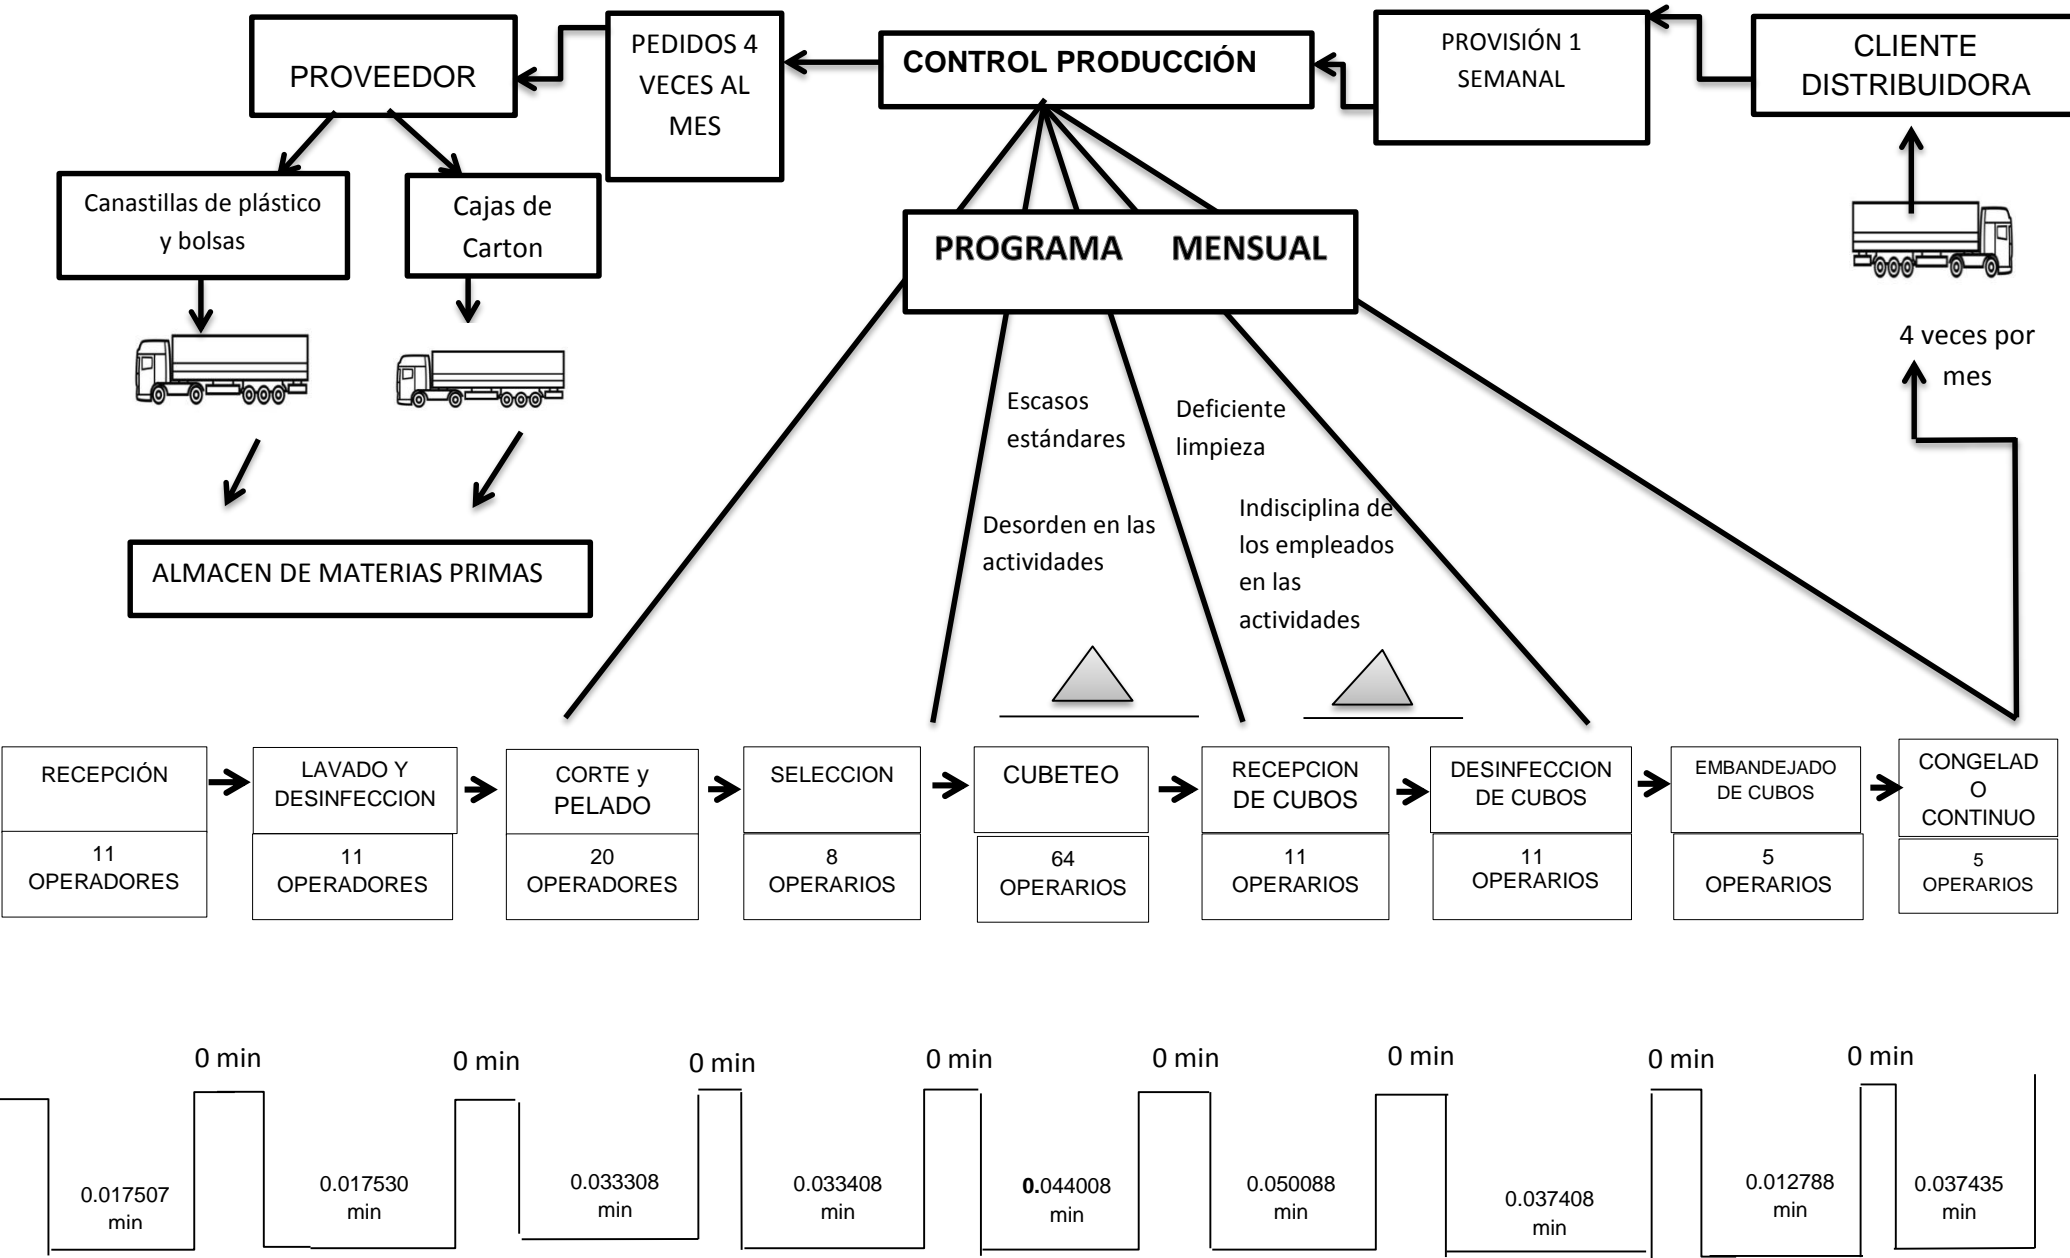 PROVEEDOR
PEDIDOS 4
VECES AL
MES
CONTROL PRODUCCIÓN
PROVISIÓN 1
SEMANAL
CLIENTE
DISTRIBUIDORA
Canastillas de plástico
y bolsas
Cajas de
Carton
PROGRAMA MENSUAL
4 veces por
mes
Escasos
estándares
Deficiente
limpieza
Desorden en las
actividades
Indisciplina de
los empleados
en las
actividades
ALMACEN DE MATERIAS PRIMAS
RECEPCIÓN
11
OPERADORES
LAVADO Y
DESINFECCION
11
OPERADORES
CORTE y
PELADO
20
OPERADORES
SELECCION
8
OPERARIOS
CUBETEO
64
OPERARIOS
RECEPCION
DE CUBOS
11
OPERARIOS
DESINFECCION
DE CUBOS
11
OPERARIOS
EMBANDEJADO
DE CUBOS
5
OPERARIOS
CONGELAD
O
CONTINUO
5
OPERARIOS
0 min
0 min
0 min
0 min
0 min
0 min
0 min
0 min
0.017507
min
0.017530
min
0.033308
min
0.033408
min
0.044008
min
0.050088
min
0.037408
min
0.012788
min
0.037435
min